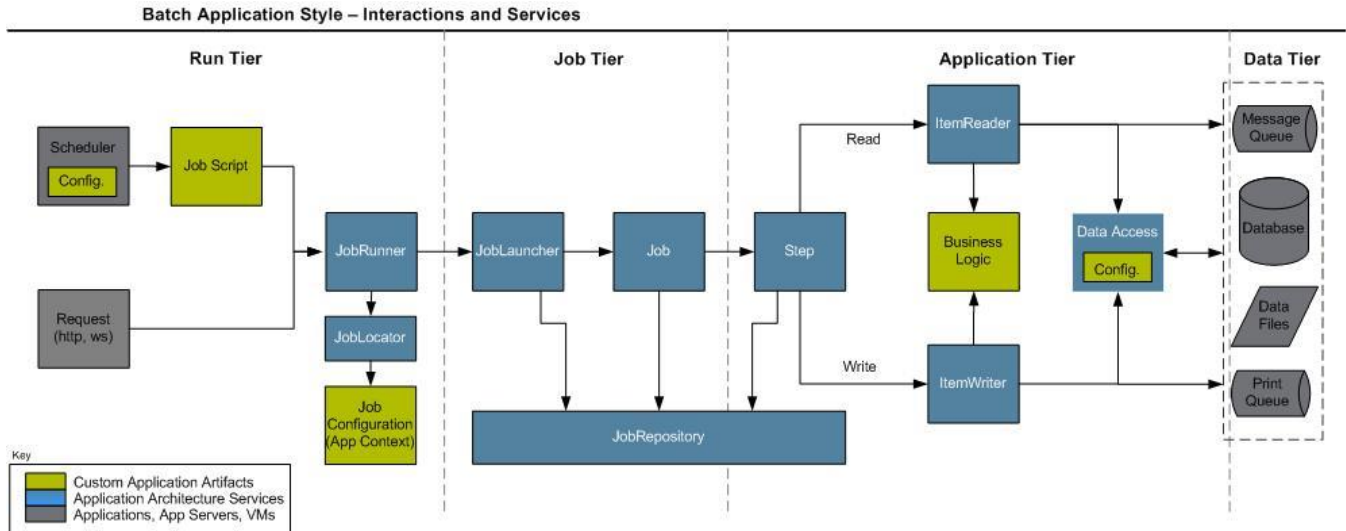 Batch Application Style – Interactions and Services
Run Tier
Job Tier
Application Tier
Data Tier
Scheduler
Config.
Job Script
Request
(http, ws)
JobRunner
JobLocator
Job
Configuration
(App Context)
JobLauncher
Job
Step
JobRepository
Read
Write
ItemReader
Business
Logic
ItemWriter
Data Access
Config.
Message
Queue
Database
Data
Files
Print
Queue
Key
Custom Application Artifacts
Application Architecture Services
Applications, App Servers, VMs